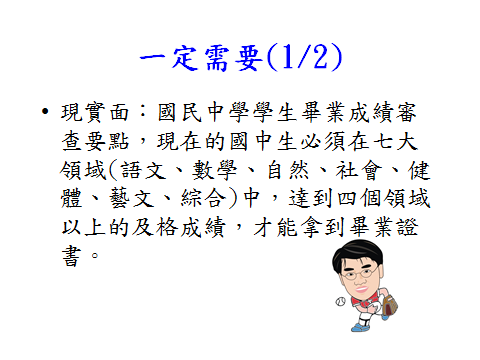 一定需要(1/2)
• 現實面：國民中學學生畢業成績審
查要點，現在的國中生必須在七大
領域(語文、數學、自然、社會、健
體、藝文、綜合)中，達到四個領域
以上的及格成績，才能拿到畢業證
書。